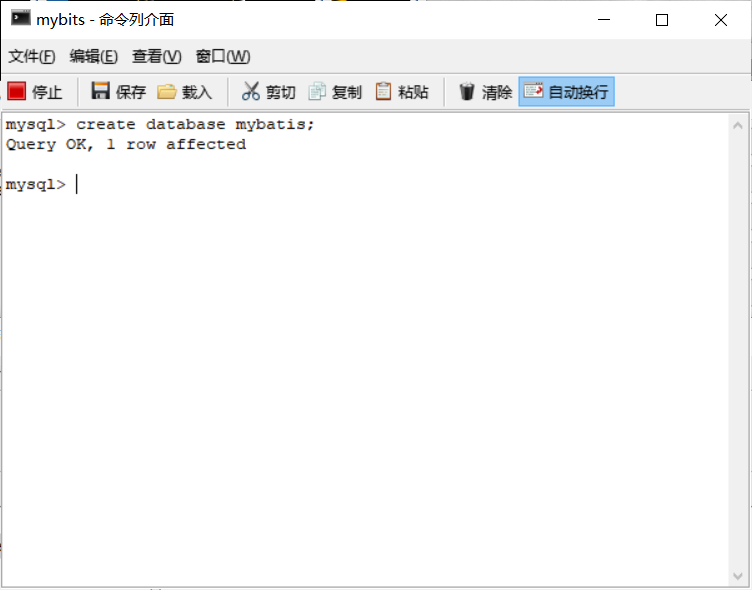 mybits - 命令列介面
文件(F) 编辑(E) 查看(V) 窗口(W)
停止 保存 载入 剪切 复制 粘贴 清除 自动换行
mysql> create database mybatis;
Query OK, 1 row affected
mysql>